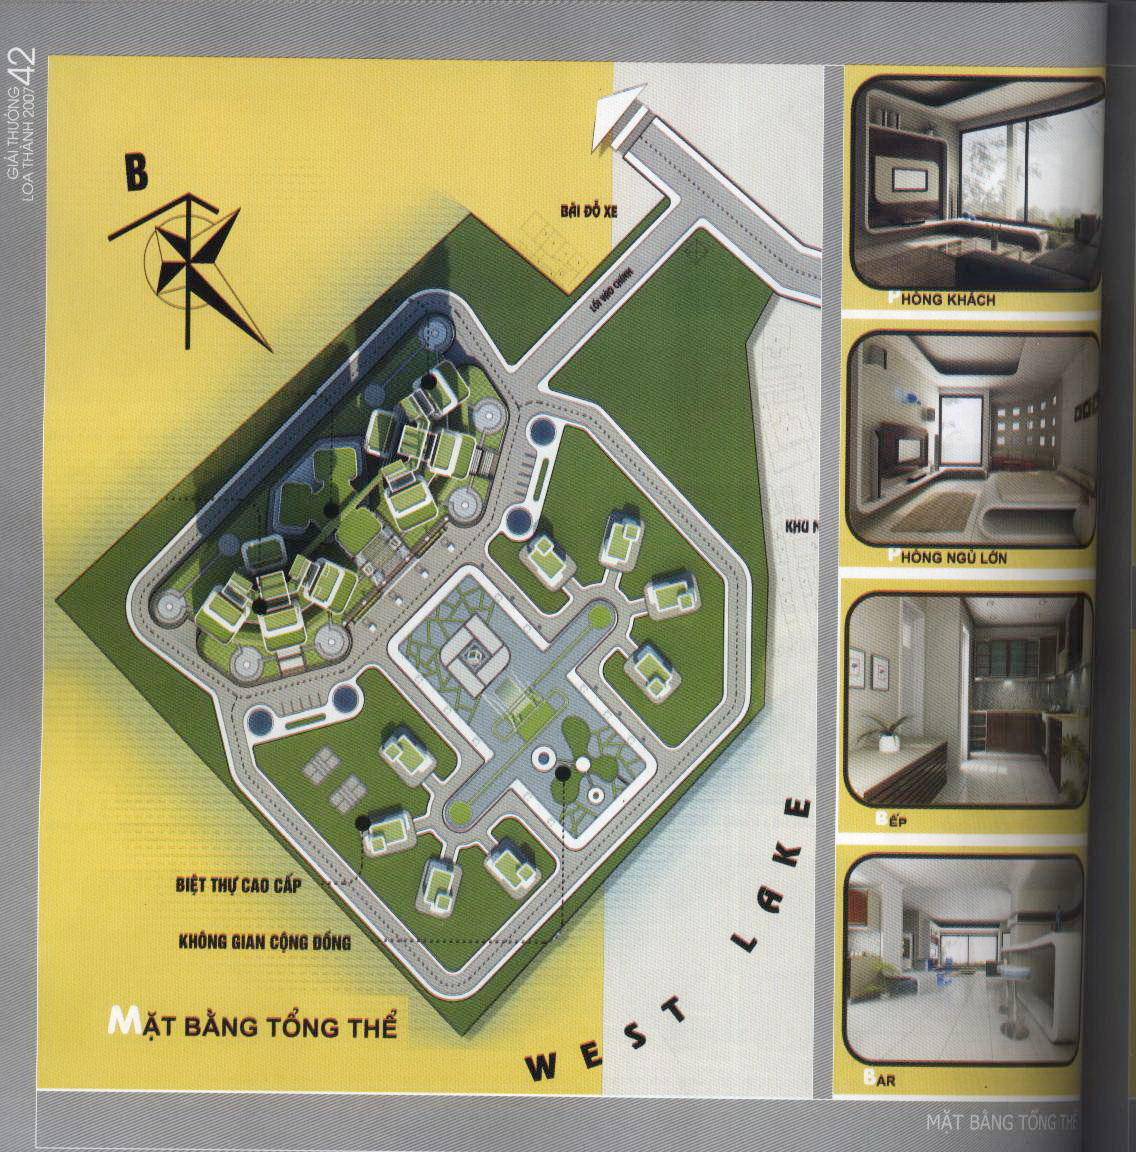 GIẢI THƯỞNG
LOA THÀNH 2007
42
B
BÃI ĐỖ XE
LỐI VÀO CHÍNH
KHU
BIỆT THỰ CAO CẤP
KHÔNG GIAN CỘNG ĐỒNG
MẶT BẰNG TỔNG THỂ
WEST LAKE
PHÒNG KHÁCH
PHÒNG NGỦ LỚN
BẾP
BAR
MẶT BẰNG TỔNG THỂ